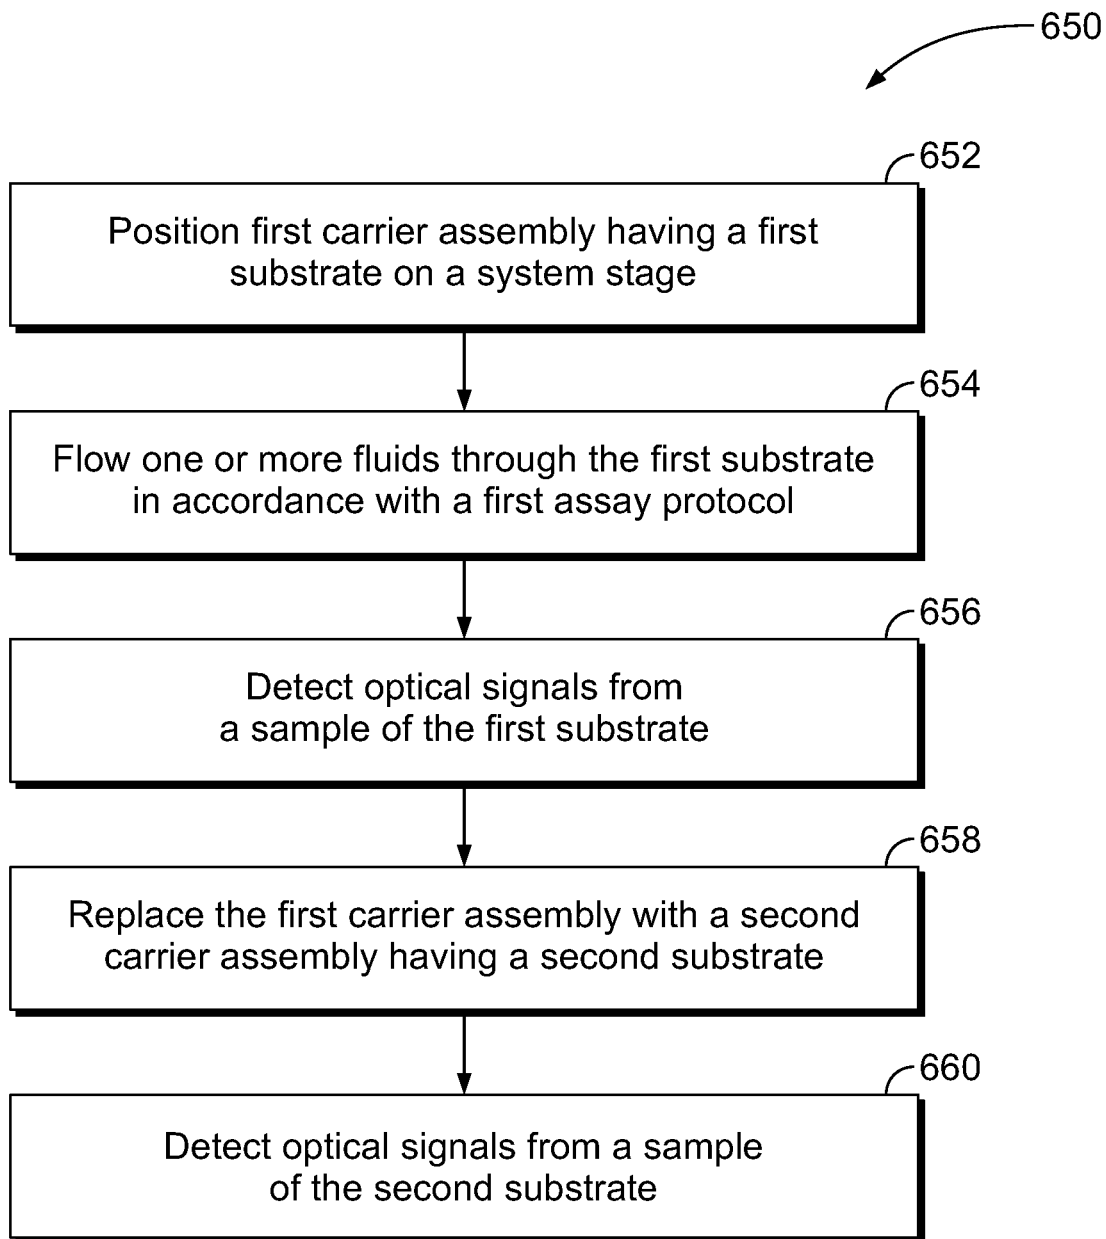 650
652
Position first carrier assembly having a first
substrate on a system stage
654
Flow one or more fluids through the first substrate
in accordance with a first assay protocol
656
Detect optical signals from
a sample of the first substrate
658
Replace the first carrier assembly with a second
carrier assembly having a second substrate
660
Detect optical signals from a sample
of the second substrate